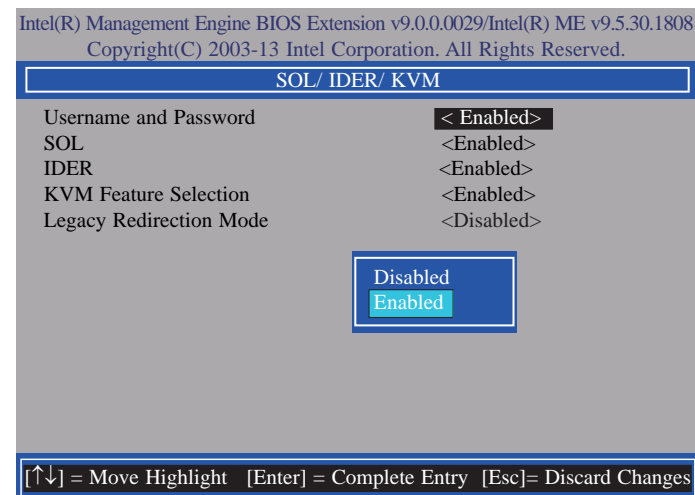 Intel(R) Management Engine BIOS Extension v9.0.0.0029/Intel(R) ME v9.5.30.1808
Copyright(C) 2003-13 Intel Corporation. All Rights Reserved.
SOL/ IDER/ KVM
Username and Password < Enabled>
SOL <Enabled>
IDER <Enabled>
KVM Feature Selection <Enabled>
Legacy Redirection Mode <Disabled>
Disabled
Enabled
[↑↓] = Move Highlight [Enter] = Complete Entry [Esc]= Discard Changes